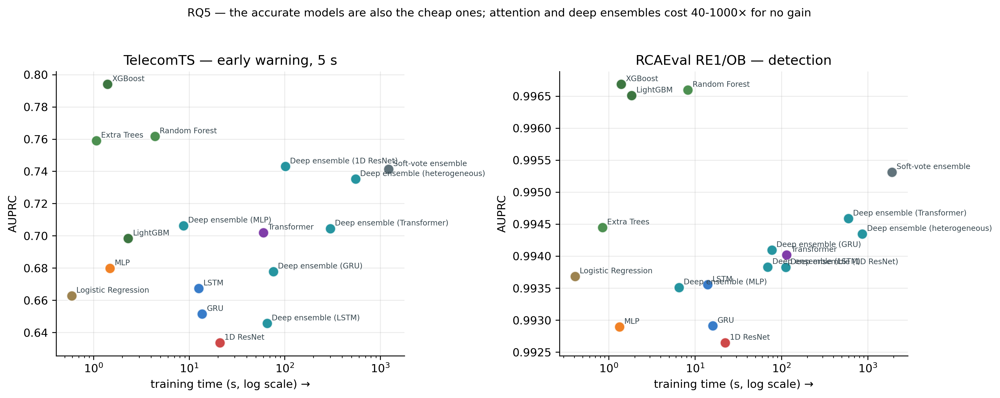 RQ5 — the accurate models are also the cheap ones; attention and deep ensembles cost 40-1000× for no gain
TelecomTS — early warning, 5 s
AUPRC
0.80
0.78
0.76
0.74
0.72
0.70
0.68
0.66
0.64
XGBoost
Extra Trees
Random Forest
Deep ensemble (1D ResNet)
Soft-vote ensemble
Deep ensemble (heterogeneous)
Deep ensemble (MLP)
Transformer
Deep ensemble (Transformer)
LightGBM
MLP
Deep ensemble (GRU)
LSTM
Logistic Regression
GRU
Deep ensemble (LSTM)
1D ResNet
10⁰
10¹
10²
10³
training time (s, log scale) →
RCAEval RE1/OB — detection
AUPRC
0.9965
0.9960
0.9955
0.9950
0.9945
0.9940
0.9935
0.9930
0.9925
XGBoost
LightGBM
Random Forest
Soft-vote ensemble
Deep ensemble (Transformer)
Extra Trees
Deep ensemble (heterogeneous)
Deep ensemble (GRU)
Transformer
Deep ensemble (LSTM)
Deep ensemble (1D ResNet)
Logistic Regression
LSTM
Deep ensemble (MLP)
MLP
GRU
1D ResNet
10⁰
10¹
10²
10³
training time (s, log scale) →